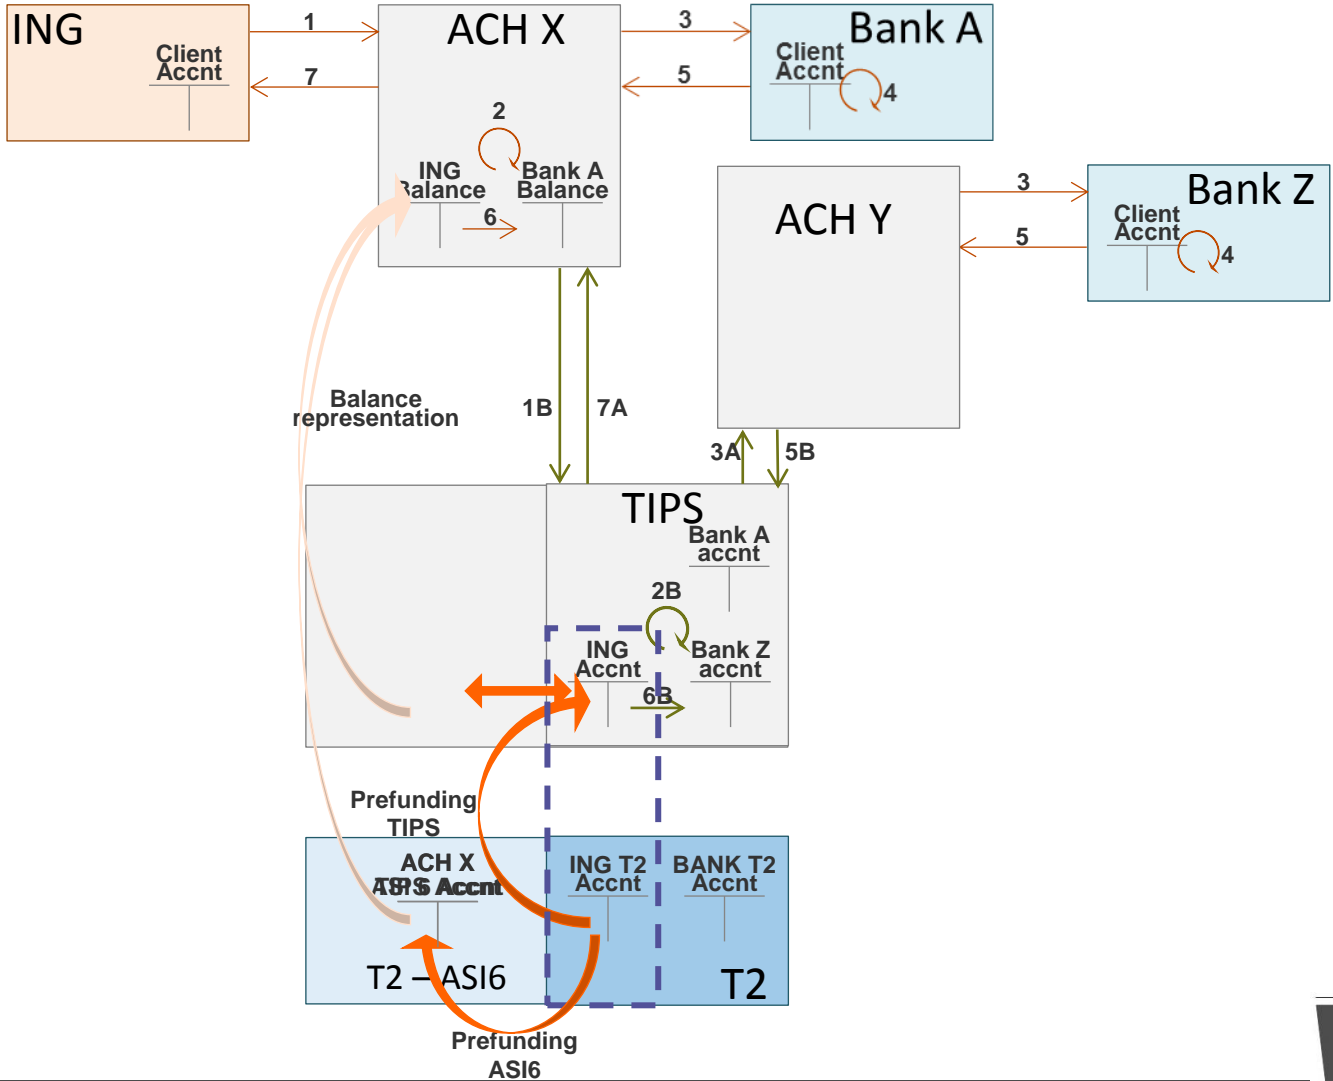 ING
1
ACH X
3
Bank A
Client
Accnt
7
5
Client
Accnt
4
2
ING
Balance
Bank A
Balance
6
ACH Y
3
Bank Z
Client
Accnt
5
4
Balance
representation
1B
7A
3A
5B
TIPS
Bank A
accnt
2B
ING
Accnt
Bank Z
accnt
6B
Prefunding
TIPS
ACH X
Accnt
ING T2
Accnt
BANK T2
Accnt
T2 – ASI6
T2
Prefunding
ASI6